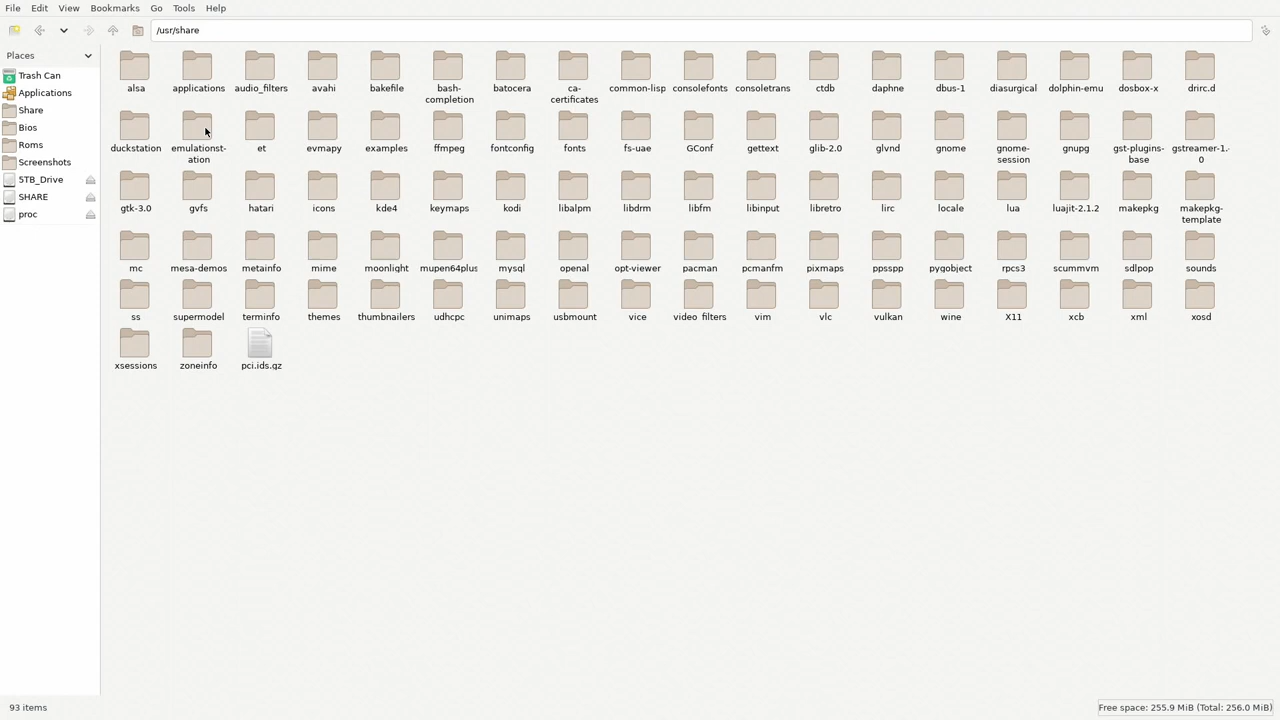 File Edit View Bookmarks Go Tools Help
/usr/share
Places
Trash Can
Applications
Share
Bios
Roms
Screenshots
5TB_Drive
SHARE
proc
alsa applications audio_filters avahi bakefile bash- batocera ca- common-lisp consolefonts consoletrans ctdb daphne dbus-1 diasurgical dolphin-emu dosbox-x drirc.d
completion certificates
duckstation emulationst- et evmapy examples ffmpeg fontconfig fonts fs-uae GConf gettext glib-2.0 glvnd gnome gnome- gnupg gst-plugins- gstreamer-1.
ation session base 0
gtk-3.0 gvfs hatari icons kde4 keymaps kodi libalpm libdrm libfm libinput libretro lirc locale lua luajit-2.1.2 makepkg makepkg-
template
mc mesa-demos metainfo mime moonlight mupen64plus mysql openal opt-viewer pacman pcmanfm pixmaps ppsspp pygobject rpcs3 scummvm sdlpop sounds
ss supermodel terminfo themes thumbnailers udhcpc unimaps usbmount vice video_filters vim vlc vulkan wine X11 xcb xml xosd
xsessions zoneinfo pci.ids.gz
93 items Free space: 255.9 MiB (Total: 256.0 MiB)